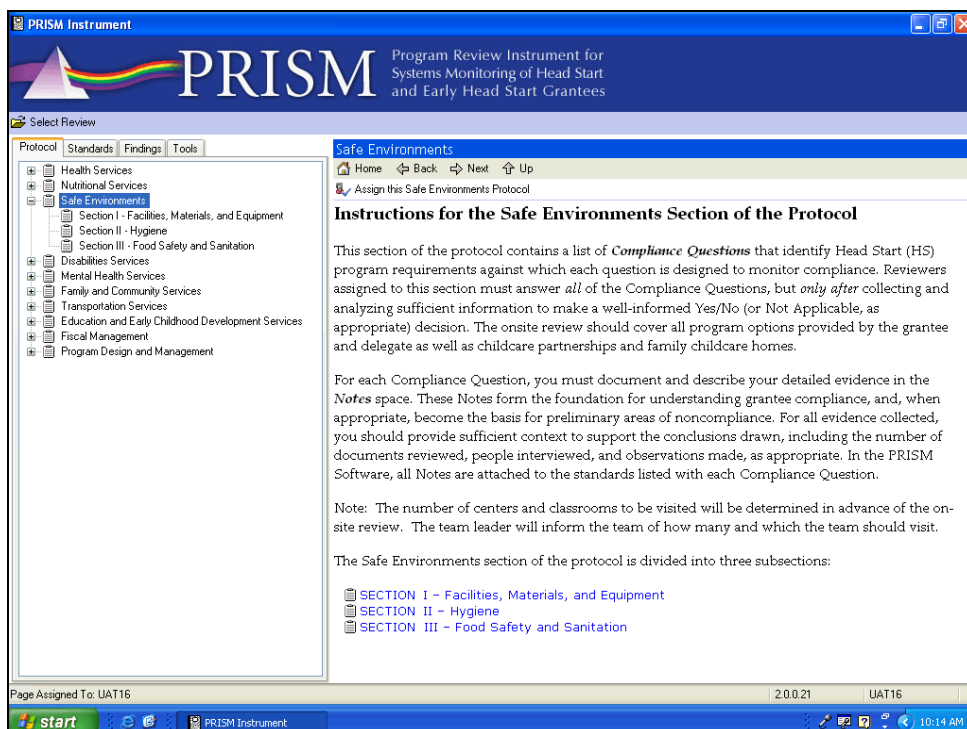 PRISM Instrument
PRISM
Program Review Instrument for
Systems Monitoring of Head Start
and Early Head Start Grantees
Select Review
Protocol Standards Findings Tools
Health Services
Nutritional Services
Safe Environments
Section I - Facilities, Materials, and Equipment
Section II - Hygiene
Section III - Food Safety and Sanitation
Disabilities Services
Mental Health Services
Family and Community Services
Transportation Services
Education and Early Childhood Development Services
Fiscal Management
Program Design and Management
Safe Environments
Home Back Next Up
Assign this Safe Environments Protocol
Instructions for the Safe Environments Section of the Protocol
This section of the protocol contains a list of Compliance Questions that identify Head Start (HS)
program requirements against which each question is designed to monitor compliance. Reviewers
assigned to this section must answer all of the Compliance Questions, but only after collecting and
analyzing sufficient information to make a well-informed Yes/No (or Not Applicable, as
appropriate) decision. The onsite review should cover all program options provided by the grantee
and delegate as well as childcare partnerships and family childcare homes.
For each Compliance Question, you must document and describe your detailed evidence in the
Notes space. These Notes form the foundation for understanding grantee compliance, and, when
appropriate, become the basis for preliminary areas of noncompliance. For all evidence collected,
you should provide sufficient context to support the conclusions drawn, including the number of
documents reviewed, people interviewed, and observations made, as appropriate. In the PRISM
Software, all Notes are attached to the standards listed with each Compliance Question.
Note: The number of centers and classrooms to be visited will be determined in advance of the on-
site review. The team leader will inform the team of how many and which the team should visit.
The Safe Environments section of the protocol is divided into three subsections:
SECTION I – Facilities, Materials, and Equipment
SECTION II – Hygiene
SECTION III – Food Safety and Sanitation
Page Assigned To: UAT16 2.0.0.21 UAT16
start PRISM Instrument 10:14 AM